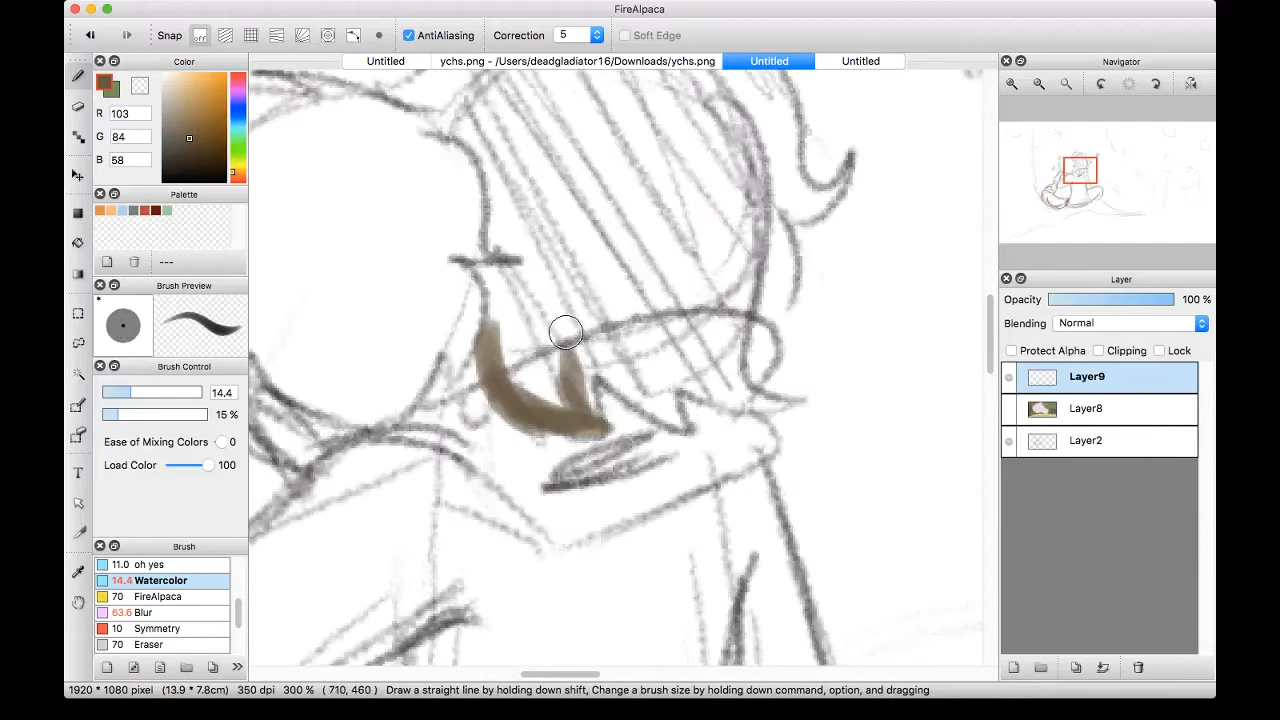 FireAlpaca
Snap off AntiAliasing Correction 5 Soft Edge
Color
R 103
G 84
B 58
Palette
---
Brush Preview
*
Brush Control
14.4
15 %
Ease of Mixing Colors 0
Load Color 100
Brush
11.0 oh yes
14.4 Watercolor
70 FireAlpaca
63.6 Blur
10 Symmetry
70 Eraser
Untitled ychs.png - /Users/deadgladiator16/Downloads/ychs.png Untitled Untitled
Navigator
Layer
Opacity 100 %
Blending Normal
Protect Alpha Clipping Lock
Layer9
Layer8
Layer2
1920 * 1080 pixel (13.9 * 7.8cm) 350 dpi 300 % ( 710, 460 ) Draw a straight line by holding down shift, Change a brush size by holding down command, option, and dragging